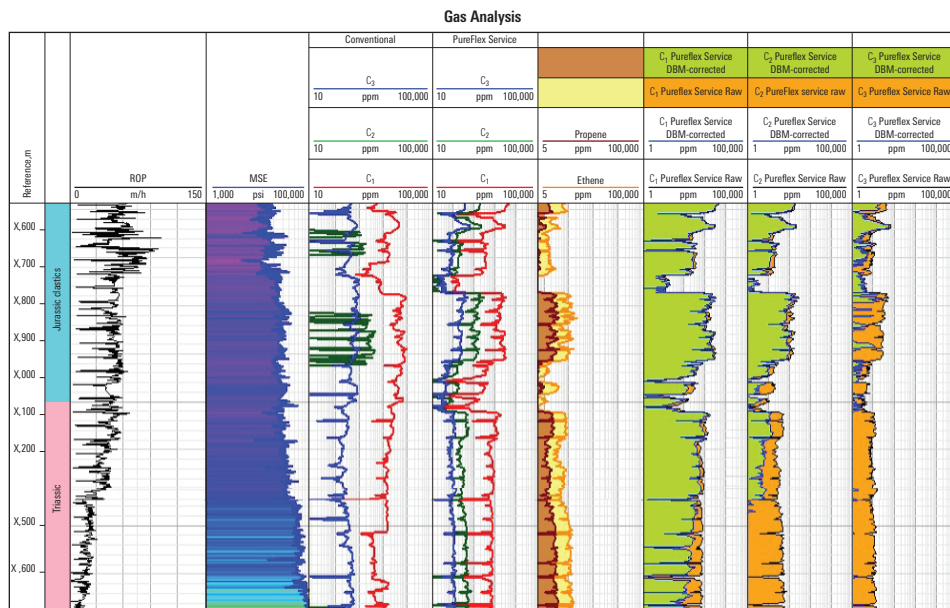 Gas Analysis
Conventional
PureFlex Service
C₃
10 ppm 100,000
C₃
10 ppm 100,000
C₁ Pureflex Service
DBM-corrected
C₂ Pureflex Service
DBM-corrected
C₃ Pureflex Service
DBM-corrected
C₁ Pureflex Service Raw
C₂ PureFlex service raw
C₃ Pureflex Service Raw
C₂
10 ppm 100,000
C₂
10 ppm 100,000
Propene
5 ppm 100,000
C₁ Pureflex Service
DBM-corrected
1 ppm 100,000
C₂ Pureflex Service
DBM-corrected
1 ppm 100,000
C₃ Pureflex Service
DBM-corrected
1 ppm 100,000
Reference,m
ROP
0 m/h 150
MSE
1,000 psi 100,000
C₁
10 ppm 100,000
C₁
10 ppm 100,000
Ethene
5 ppm 100,000
C₁ Pureflex Service Raw
1 ppm 100,000
C₂ Pureflex Service Raw
1 ppm 100,000
C₃ Pureflex Service Raw
1 ppm 100,000
Jurassic clastics
Triassic
X,600
X,700
X,800
X,900
X,000
X,100
X,200
X,500
X,600